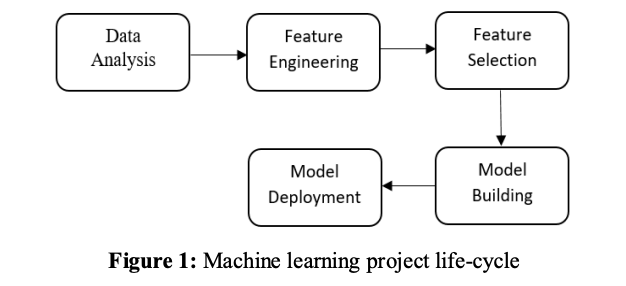 Data
Analysis
Feature
Engineering
Feature
Selection
Model
Building
Model
Deployment
Figure 1: Machine learning project life-cycle